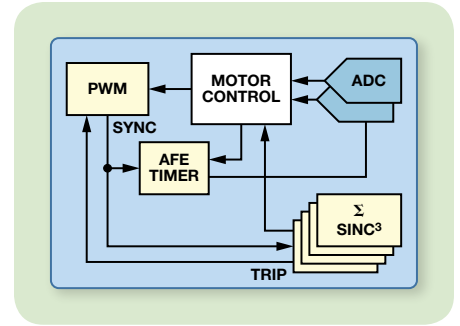 PWM
MOTOR
CONTROL
ADC
SYNC
AFE
TIMER
Σ
SINC³
TRIP